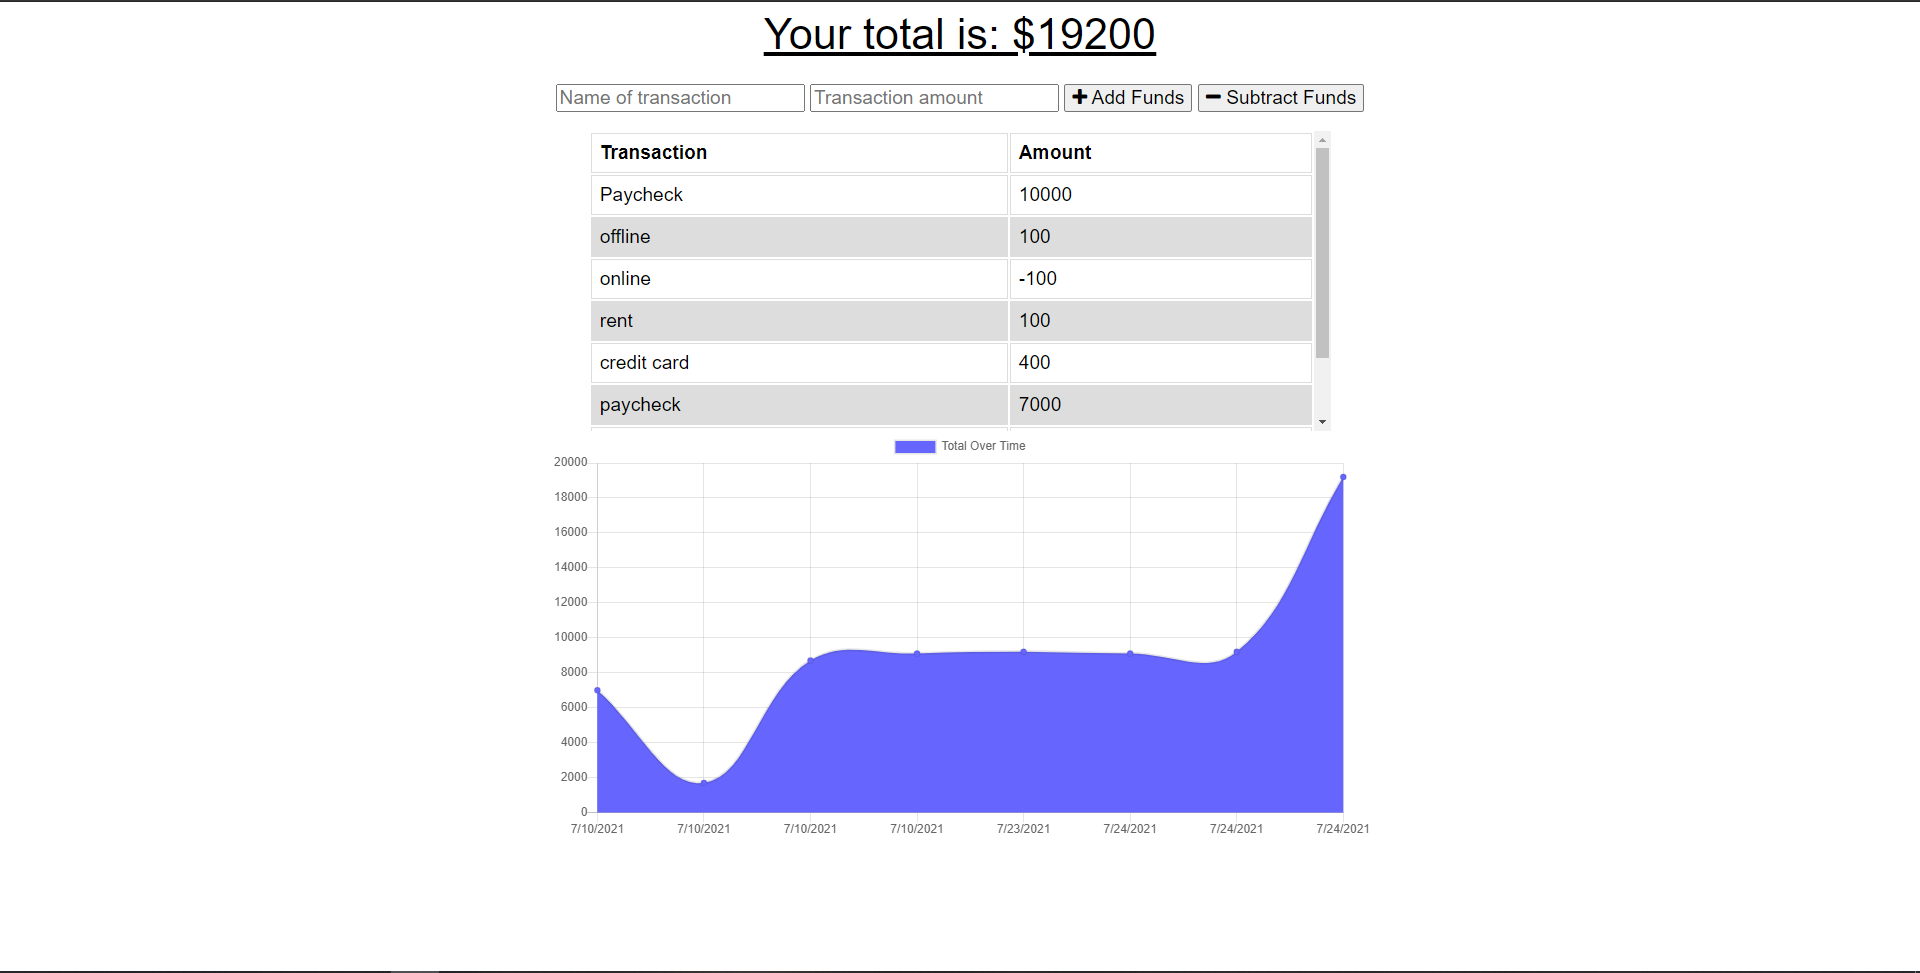 Your total is: $19200
Name of transaction Transaction amount Add Funds Subtract Funds
Transaction Amount
Paycheck 10000
offline 100
online -100
rent 100
credit card 400
paycheck 7000
Total Over Time
20000
18000
16000
14000
12000
10000
8000
6000
4000
2000
0
7/10/2021 7/10/2021 7/10/2021 7/10/2021 7/23/2021 7/24/2021 7/24/2021 7/24/2021